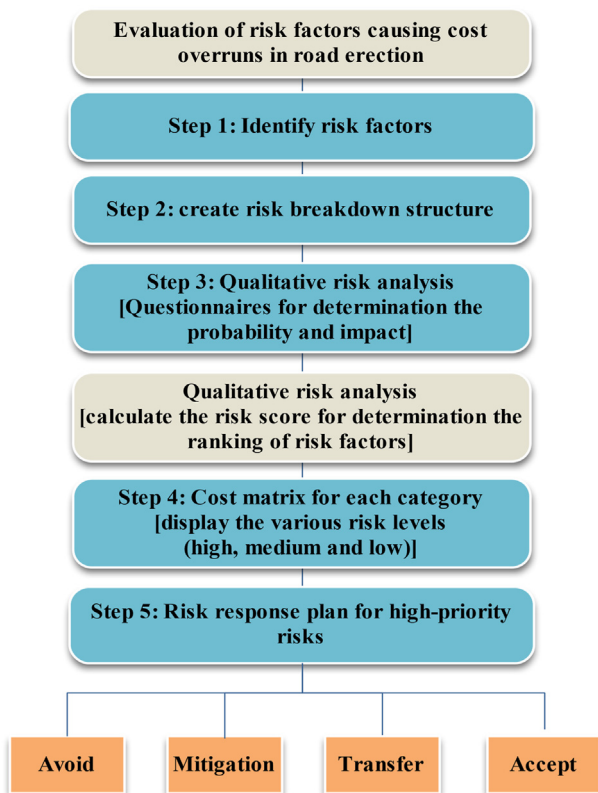 Evaluation of risk factors causing cost
overruns in road erection
Step 1: Identify risk factors
Step 2: create risk breakdown structure
Step 3: Qualitative risk analysis
[Questionnaires for determination the
probability and impact]
Qualitative risk analysis
[calculate the risk score for determination the
ranking of risk factors]
Step 4: Cost matrix for each category
[display the various risk levels
(high, medium and low)]
Step 5: Risk response plan for high-priority
risks
Avoid
Mitigation
Transfer
Accept